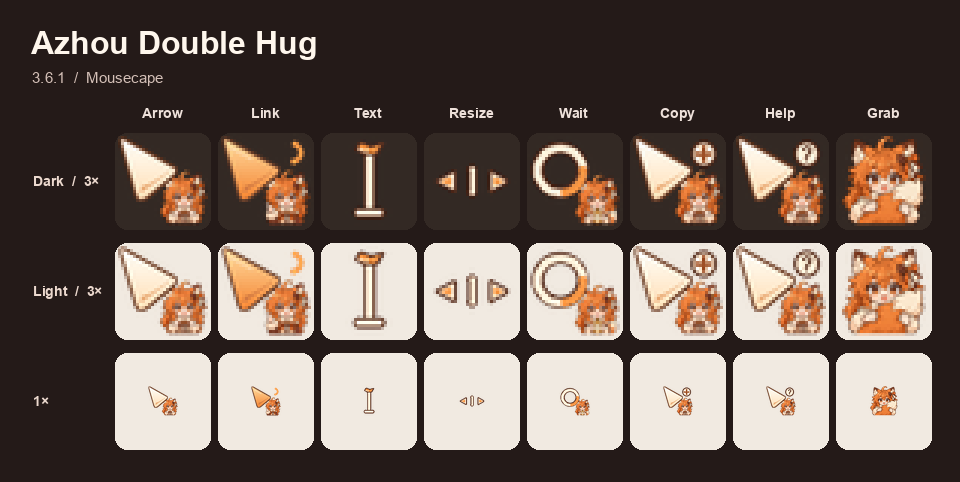 Azhou Double Hug
3.6.1 / Mousecape
Arrow Link Text Resize Wait Copy Help Grab
Dark / 3×
?
Light / 3×
?
1×
?